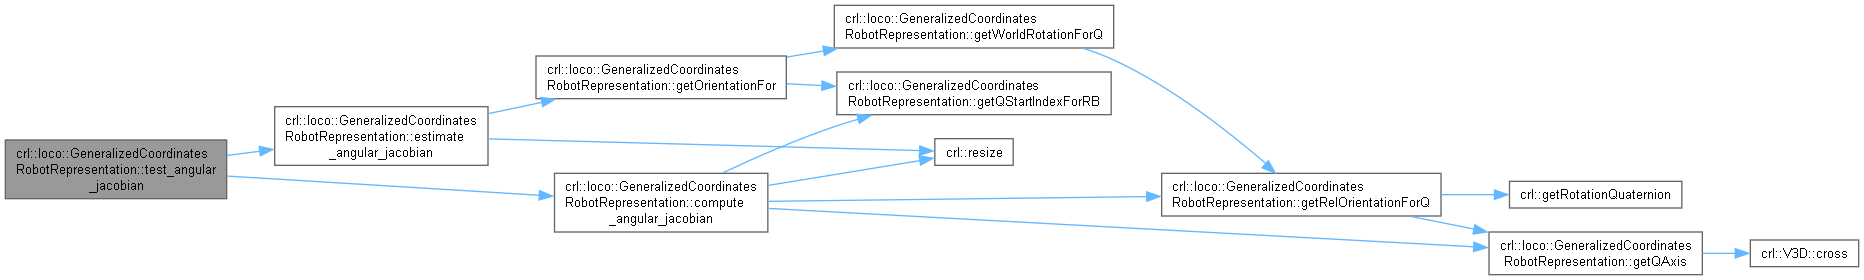 crl::loco::GeneralizedCoordinates
RobotRepresentation::test_angular
_jacobian
crl::loco::GeneralizedCoordinates
RobotRepresentation::estimate
_angular_jacobian
crl::loco::GeneralizedCoordinates
RobotRepresentation::getOrientationFor
crl::loco::GeneralizedCoordinates
RobotRepresentation::getWorldRotationForQ
crl::loco::GeneralizedCoordinates
RobotRepresentation::getQStartIndexForRB
crl::resize
crl::loco::GeneralizedCoordinates
RobotRepresentation::compute
_angular_jacobian
crl::loco::GeneralizedCoordinates
RobotRepresentation::getRelOrientationForQ
crl::getRotationQuaternion
crl::loco::GeneralizedCoordinates
RobotRepresentation::getQAxis
crl::V3D::cross